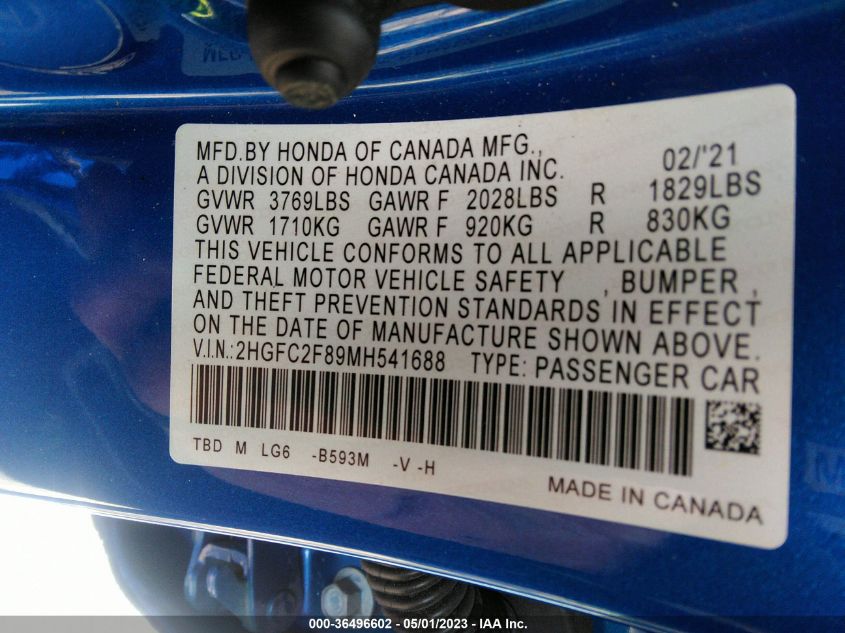 MFD.BY HONDA OF CANADA MFG., 02/'21
A DIVISION OF HONDA CANADA INC.
GVWR 3769LBS GAWR F 2028LBS R 1829LBS
GVWR 1710KG GAWR F 920KG R 830KG
THIS VEHICLE CONFORMS TO ALL APPLICABLE
FEDERAL MOTOR VEHICLE SAFETY , BUMPER ,
AND THEFT PREVENTION STANDARDS IN EFFECT
ON THE DATE OF MANUFACTURE SHOWN ABOVE.
V.I.N.:2HGFC2F89MH541688 TYPE: PASSENGER CAR
TBD M LG6 -B593M -V -H
MADE IN CANADA
000-36496602 - 05/01/2023 - IAAI.COM